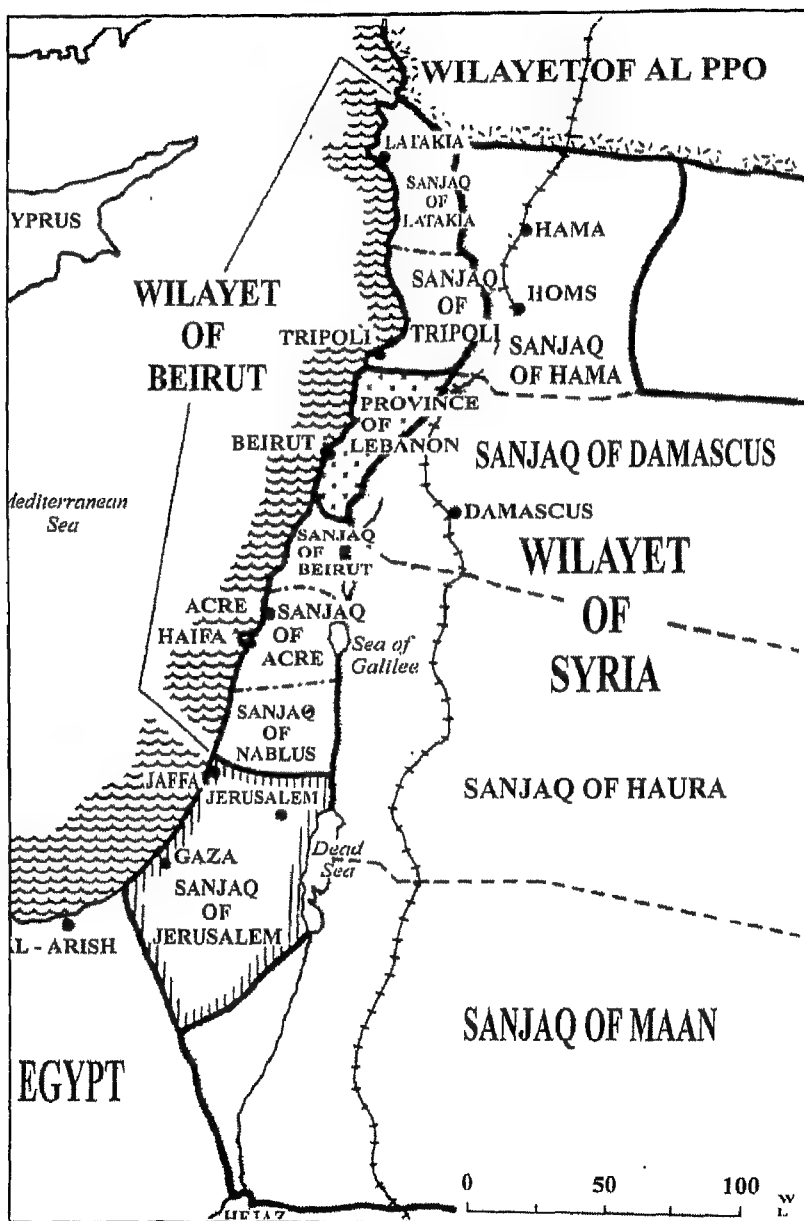 WILAYET OF AL PPO
LATAKIA
SANJAQ
OF
LATAKIA
YPRUS
HAMA
WILAYET
OF
BEIRUT
SANJAQ
OF
TRIPOLI
HOMS
TRIPOLI
SANJAQ
OF HAMA
PROVINCE
OF
LEBANON
BEIRUT
SANJAQ OF DAMASCUS
Mediterranean
Sea
DAMASCUS
SANJAQ
OF
BEIRUT
WILAYET
OF
SYRIA
ACRE
HAIFA
SANJAQ
OF
ACRE
Sea of
Galilee
SANJAQ
OF
NABLUS
JAFFA
JERUSALEM
SANJAQ OF HAURA
GAZA
Dead
Sea
SANJAQ
OF
JERUSALEM
L - ARISH
SANJAQ OF MAAN
EGYPT
0 50 100
HEJAZ